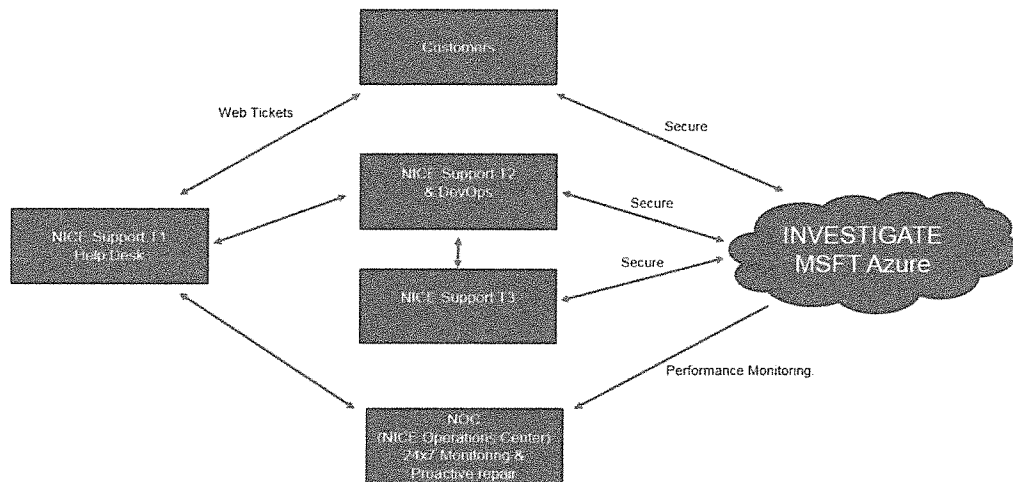 Customers
Web Tickets
Secure
NICE Support T2
& DevOps
Secure
NICE Support T1
Help Desk
INVESTIGATE
MSFT Azure
Secure
NICE Support T3
Performance Monitoring.
NOC
(NICE Operations Center)
24x7 Monitoring &
Proactive repair